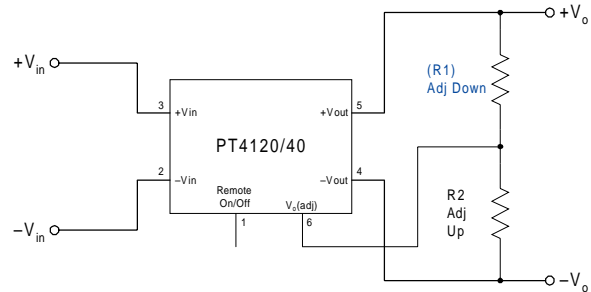 +Vo
+Vin
(R1)
Adj Down
3
+Vin
+Vout
5
PT4120/40
2
–Vin
–Vout
4
Remote
On/Off
Vo(adj)
R2
Adj
Up
1
6
–Vin
–Vo